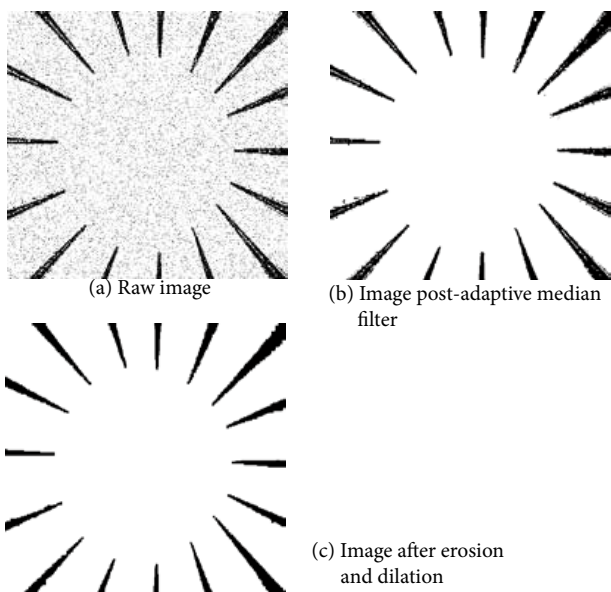 (a) Raw image
(b) Image post-adaptive median
filter
(c) Image after erosion
and dilation